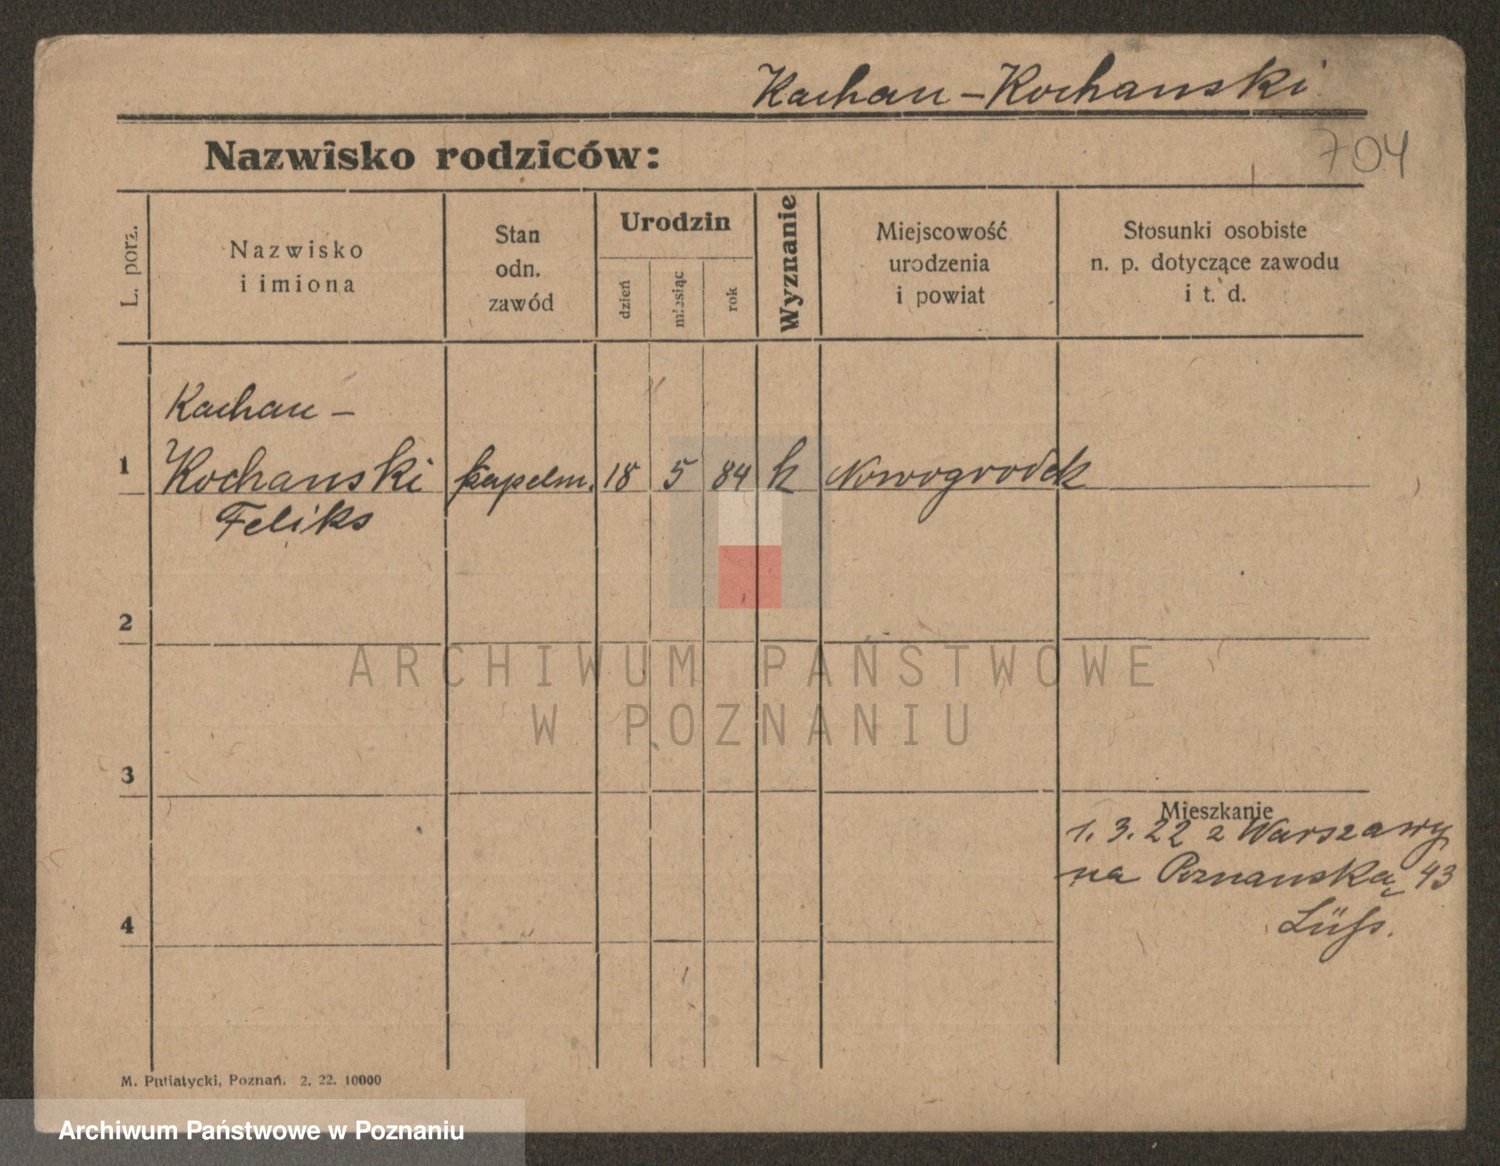 Kachau-Kochanski
704
Nazwisko rodziców:
L. porz.
Nazwisko
i imiona
Stan
odn.
zawód
Urodzin
dzień
miesiąc
rok
Wyznanie
Miejscowość
urodzenia
i powiat
Stosunki osobiste
n. p. dotyczące zawodu
i t. d.
Kachau-
1 Kochanski kapelm. 18 5 84 k Nowogrodek
Feliks
2
ARCHIWUM PAŃSTWOWE
W POZNANIU
3
Mieszkanie
1. 3. 22 z Warszawy
na Poznanską 43
4
M. Putiatycki, Poznań. 2. 22. 10000
Archiwum Państwowe w Poznaniu